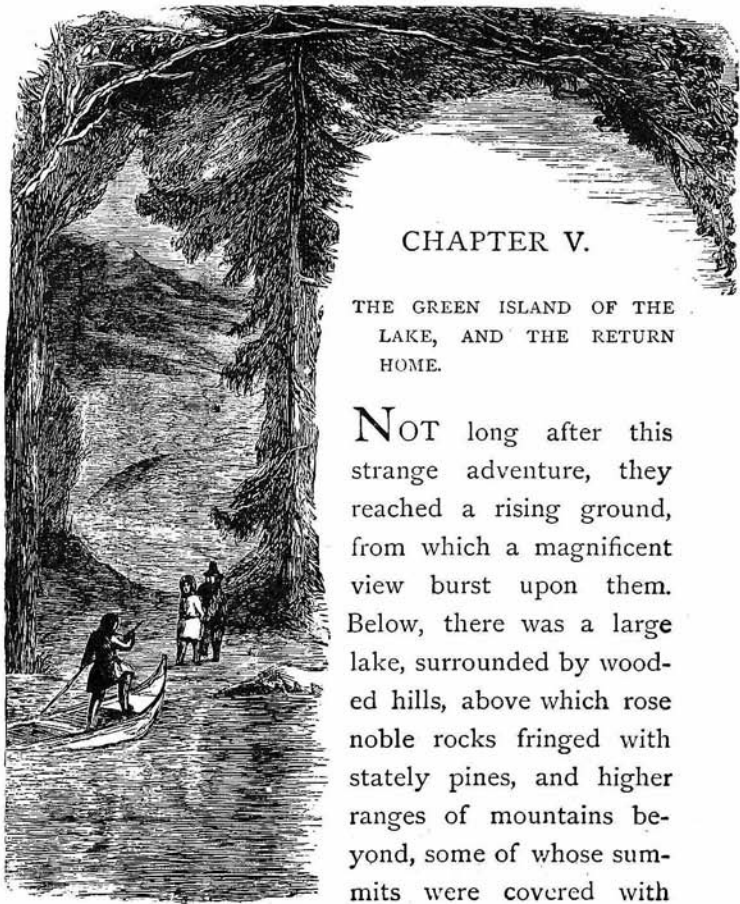 CHAPTER V.
THE GREEN ISLAND OF THE
LAKE, AND THE RETURN
HOME.
NOT long after this
strange adventure, they
reached a rising ground,
from which a magnificent
view burst upon them.
Below, there was a large
lake, surrounded by wood-
ed hills, above which rose
noble rocks fringed with
stately pines, and higher
ranges of mountains be-
yond, some of whose sum-
mits were covered with